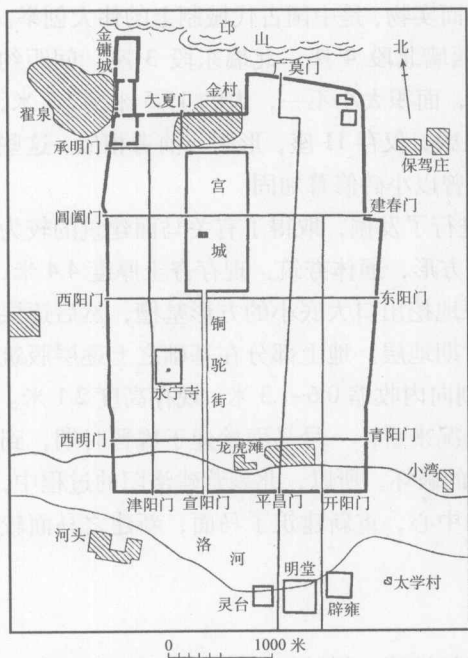 邙
山
北
金墉城
翟泉
大夏门
金村
莫门
承明门
保驾庄
宫
城
建春门
阊阖门
西阳门
东阳门
铜
驼
街
永宁寺
西明门
龙虎滩
青阳门
小湾
津阳门
宣阳门
平昌门
开阳门
河头
洛
河
灵台
明堂
辟雍
太学村
0
1000 米